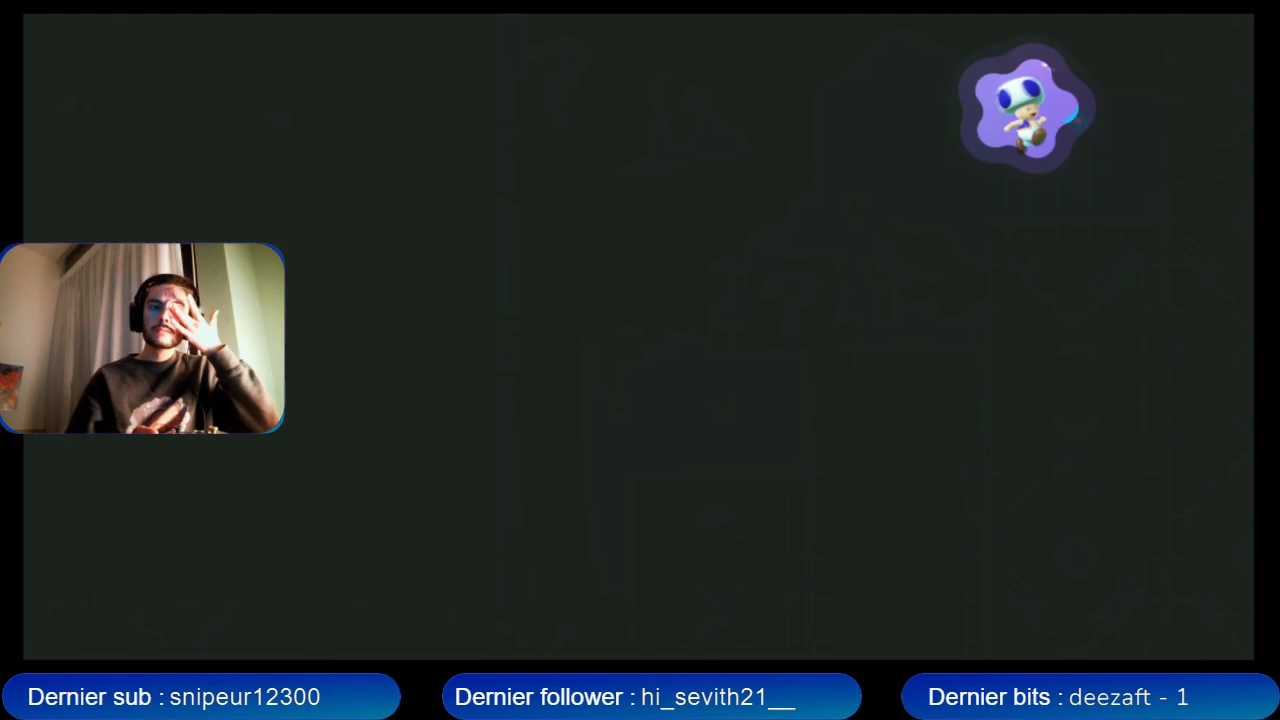 Dernier sub : snipeur12300
Dernier follower : hi_sevith21__
Dernier bits : deezaft - 1